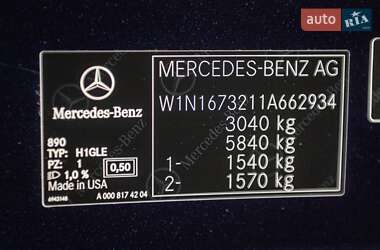 auto RIA.com
MERCEDES-BENZ AG
Mercedes-Benz
W1N1673211A662934
3040 kg
5840 kg
1- 1540 kg
2- 1570 kg
890
TYP: H1GLE
PZ: 1 0,50
1,0 %
Made in USA
A 000 817 42 04